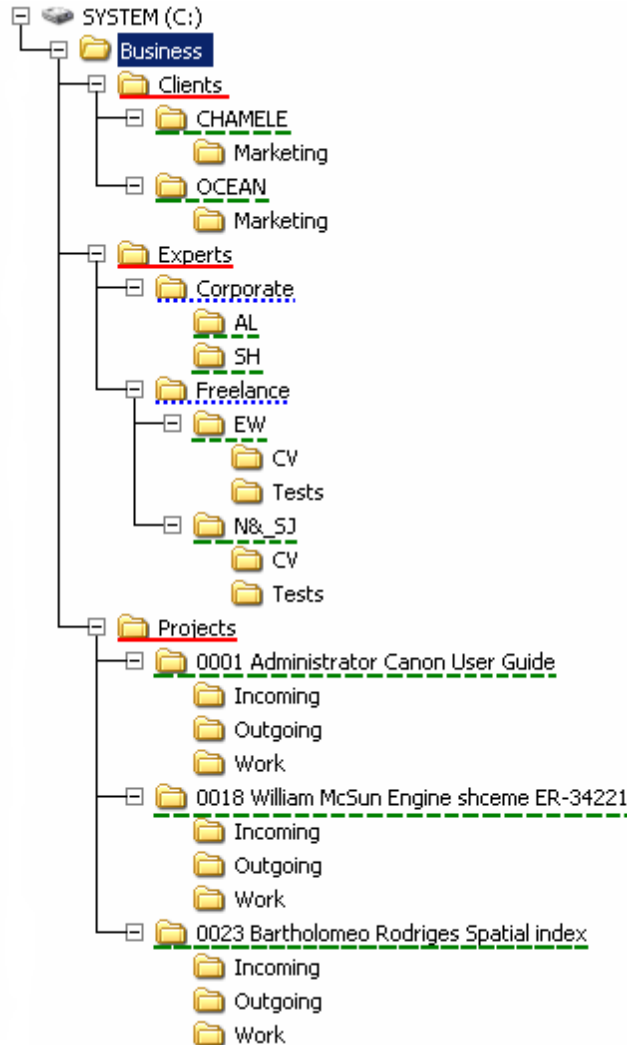 SYSTEM (C:)
Business
Clients
CHAMELE
Marketing
OCEAN
Marketing
Experts
Corporate
AL
SH
Freelance
EW
CV
Tests
N&_SJ
CV
Tests
Projects
0001 Administrator Canon User Guide
Incoming
Outgoing
Work
0018 William McSun Engine shceme ER-34221
Incoming
Outgoing
Work
0023 Bartholomeo Rodriges Spatial index
Incoming
Outgoing
Work